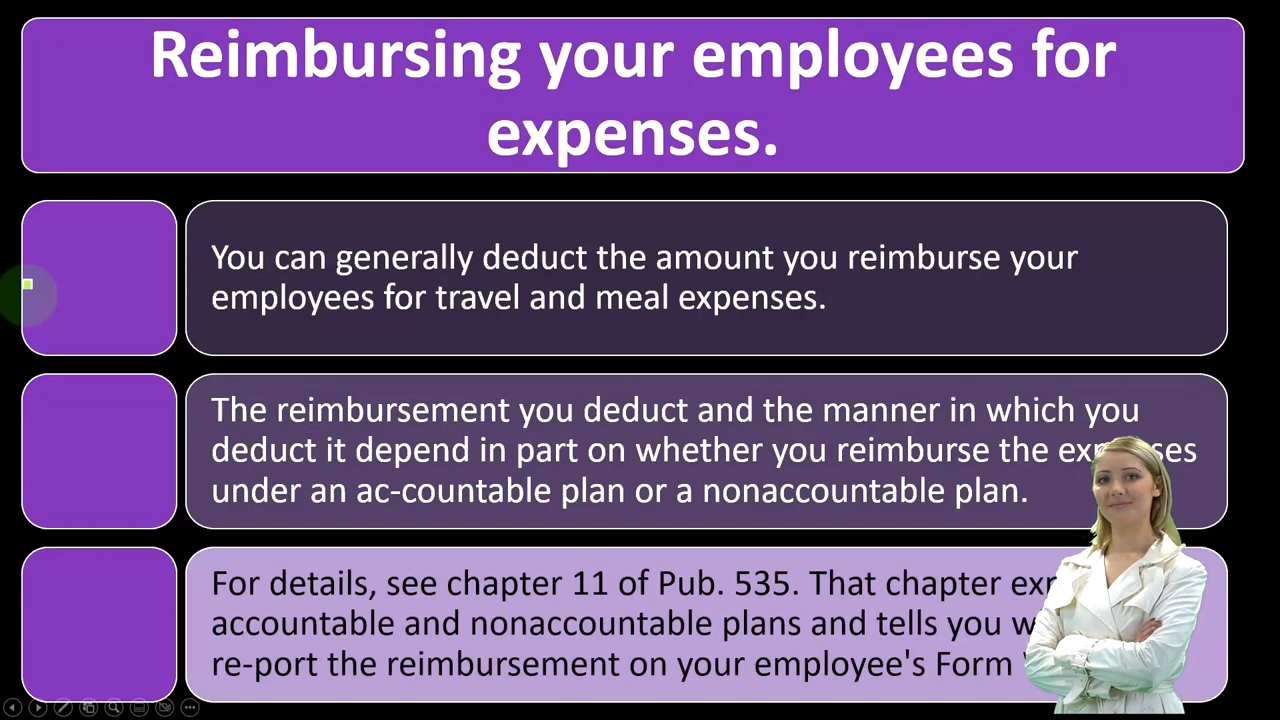 Reimbursing your employees for
expenses.
You can generally deduct the amount you reimburse your
employees for travel and meal expenses.
The reimbursement you deduct and the manner in which you
deduct it depend in part on whether you reimburse the expenses
under an ac-countable plan or a nonaccountable plan.
For details, see chapter 11 of Pub. 535. That chapter
accountable and nonaccountable plans and tells you
re-port the reimbursement on your employee's Form